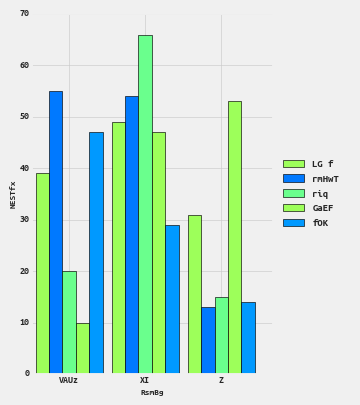 70
60
50
40
30
20
10
0
NESTfx
VAUz XI Z
RsmBg
LG f
rmHwT
riq
GaEF
fOK